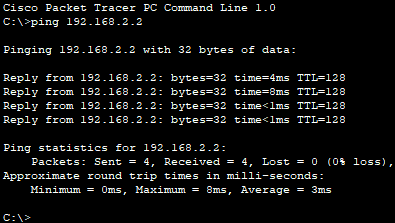 Cisco Packet Tracer PC Command Line 1.0
C:\>ping 192.168.2.2
Pinging 192.168.2.2 with 32 bytes of data:
Reply from 192.168.2.2: bytes=32 time=4ms TTL=128
Reply from 192.168.2.2: bytes=32 time=8ms TTL=128
Reply from 192.168.2.2: bytes=32 time<1ms TTL=128
Reply from 192.168.2.2: bytes=32 time<1ms TTL=128
Ping statistics for 192.168.2.2:
    Packets: Sent = 4, Received = 4, Lost = 0 (0% loss),
Approximate round trip times in milli-seconds:
    Minimum = 0ms, Maximum = 8ms, Average = 3ms
C:\>